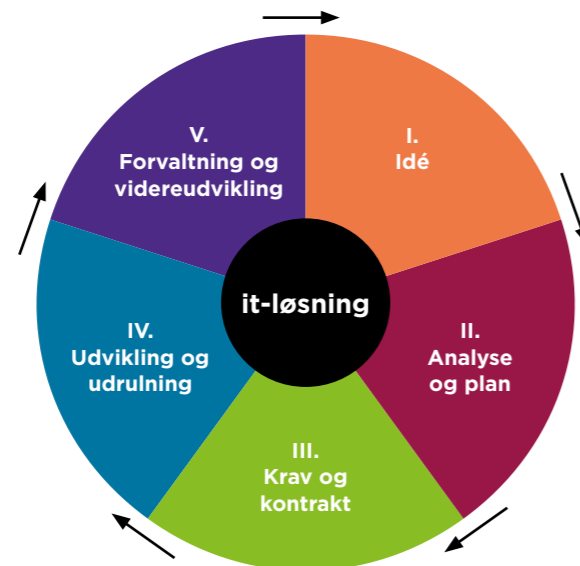 I.
Idé
II.
Analyse
og plan
III.
Krav og
kontrakt
IV.
Udvikling og
udrulning
V.
Forvaltning og
videreudvikling
it-løsning